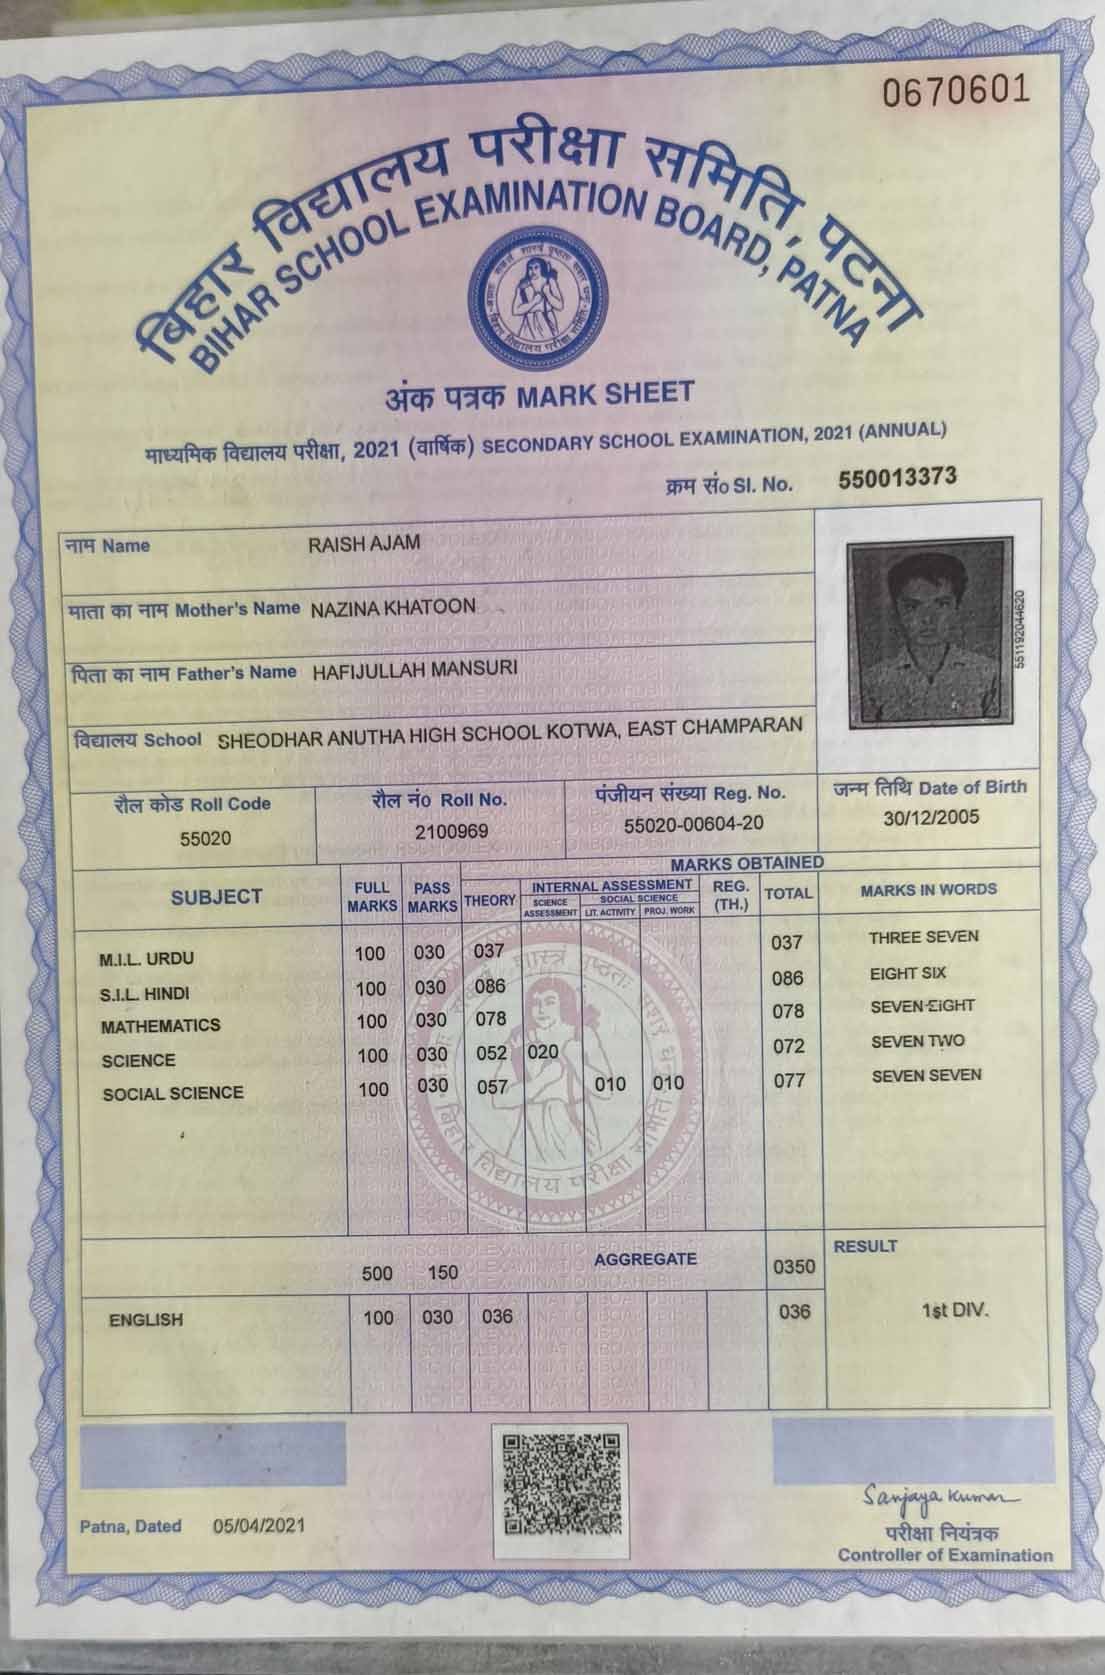 0670601
बिहार विद्यालय परीक्षा समिति, पटना
BIHAR SCHOOL EXAMINATION BOARD, PATNA
अंक पत्रक MARK SHEET
माध्यमिक विद्यालय परीक्षा, 2021 (वार्षिक) SECONDARY SCHOOL EXAMINATION, 2021 (ANNUAL)
क्रम सं० Sl. No. 550013373
नाम Name RAISH AJAM
माता का नाम Mother's Name NAZINA KHATOON
पिता का नाम Father's Name HAFIJULLAH MANSURI
विद्यालय School SHEODHAR ANUTHA HIGH SCHOOL KOTWA, EAST CHAMPARAN
551192044620
रौल कोड Roll Code रौल नं० Roll No. पंजीयन संख्या Reg. No. जन्म तिथि Date of Birth
55020 2100969 55020-00604-20 30/12/2005
MARKS OBTAINED
SUBJECT FULL MARKS PASS MARKS THEORY INTERNAL ASSESSMENT REG. (TH.) TOTAL MARKS IN WORDS
SCIENCE ASSESSMENT SOCIAL SCIENCE LIT. ACTIVITY PROJ. WORK
M.I.L. URDU 100 030 037 037 THREE SEVEN
S.I.L. HINDI 100 030 086 086 EIGHT SIX
MATHEMATICS 100 030 078 078 SEVEN EIGHT
SCIENCE 100 030 052 020 072 SEVEN TWO
SOCIAL SCIENCE 100 030 057 010 010 077 SEVEN SEVEN
बिहार विद्यालय परीक्षा समिति
500 150 AGGREGATE 0350 RESULT
ENGLISH 100 030 036 036 1st DIV.
Patna, Dated 05/04/2021
Sanjaya Kumar
परीक्षा नियंत्रक
Controller of Examination